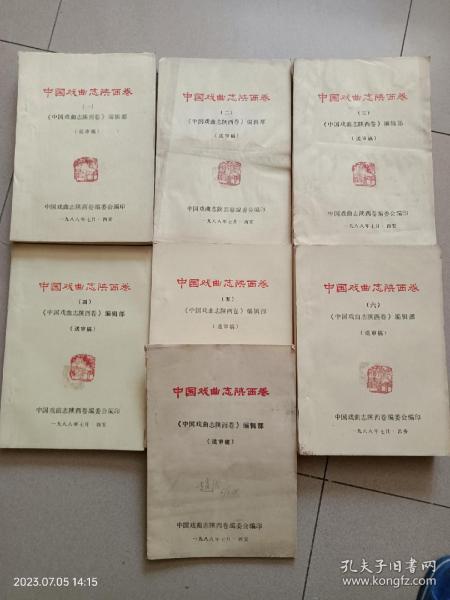 中国戏曲志陕西卷
（一）
《中国戏曲志陕西卷》编辑部
（送审稿）
中国戏曲志陕西卷编委会编印
一九八八年七月·西安
中国戏曲志陕西卷
（二）
《中国戏曲志陕西卷》编辑部
（送审稿）
中国戏曲志陕西卷编委会编印
一九八八年七月·西安
中国戏曲志陕西卷
（三）
《中国戏曲志陕西卷》编辑部
（送审稿）
中国戏曲志陕西卷编委会编印
一九八八年七月·西安
中国戏曲志陕西卷
（四）
《中国戏曲志陕西卷》编辑部
（送审稿）
中国戏曲志陕西卷编委会编印
一九八八年七月·西安
中国戏曲志陕西卷
（五）
《中国戏曲志陕西卷》编辑部
（送审稿）
中国戏曲志陕西卷
（六）
《中国戏曲志陕西卷》编辑部
（送审稿）
中国戏曲志陕西卷编委会编印
一九八八年七月·西安
中国戏曲志陕西卷
《中国戏曲志陕西卷》编辑部
（送审稿）
中国戏曲志陕西卷编委会编印
一九八八年七月·西安
2023.07.05 14:15
孔夫子旧书网
www.kongfz.com